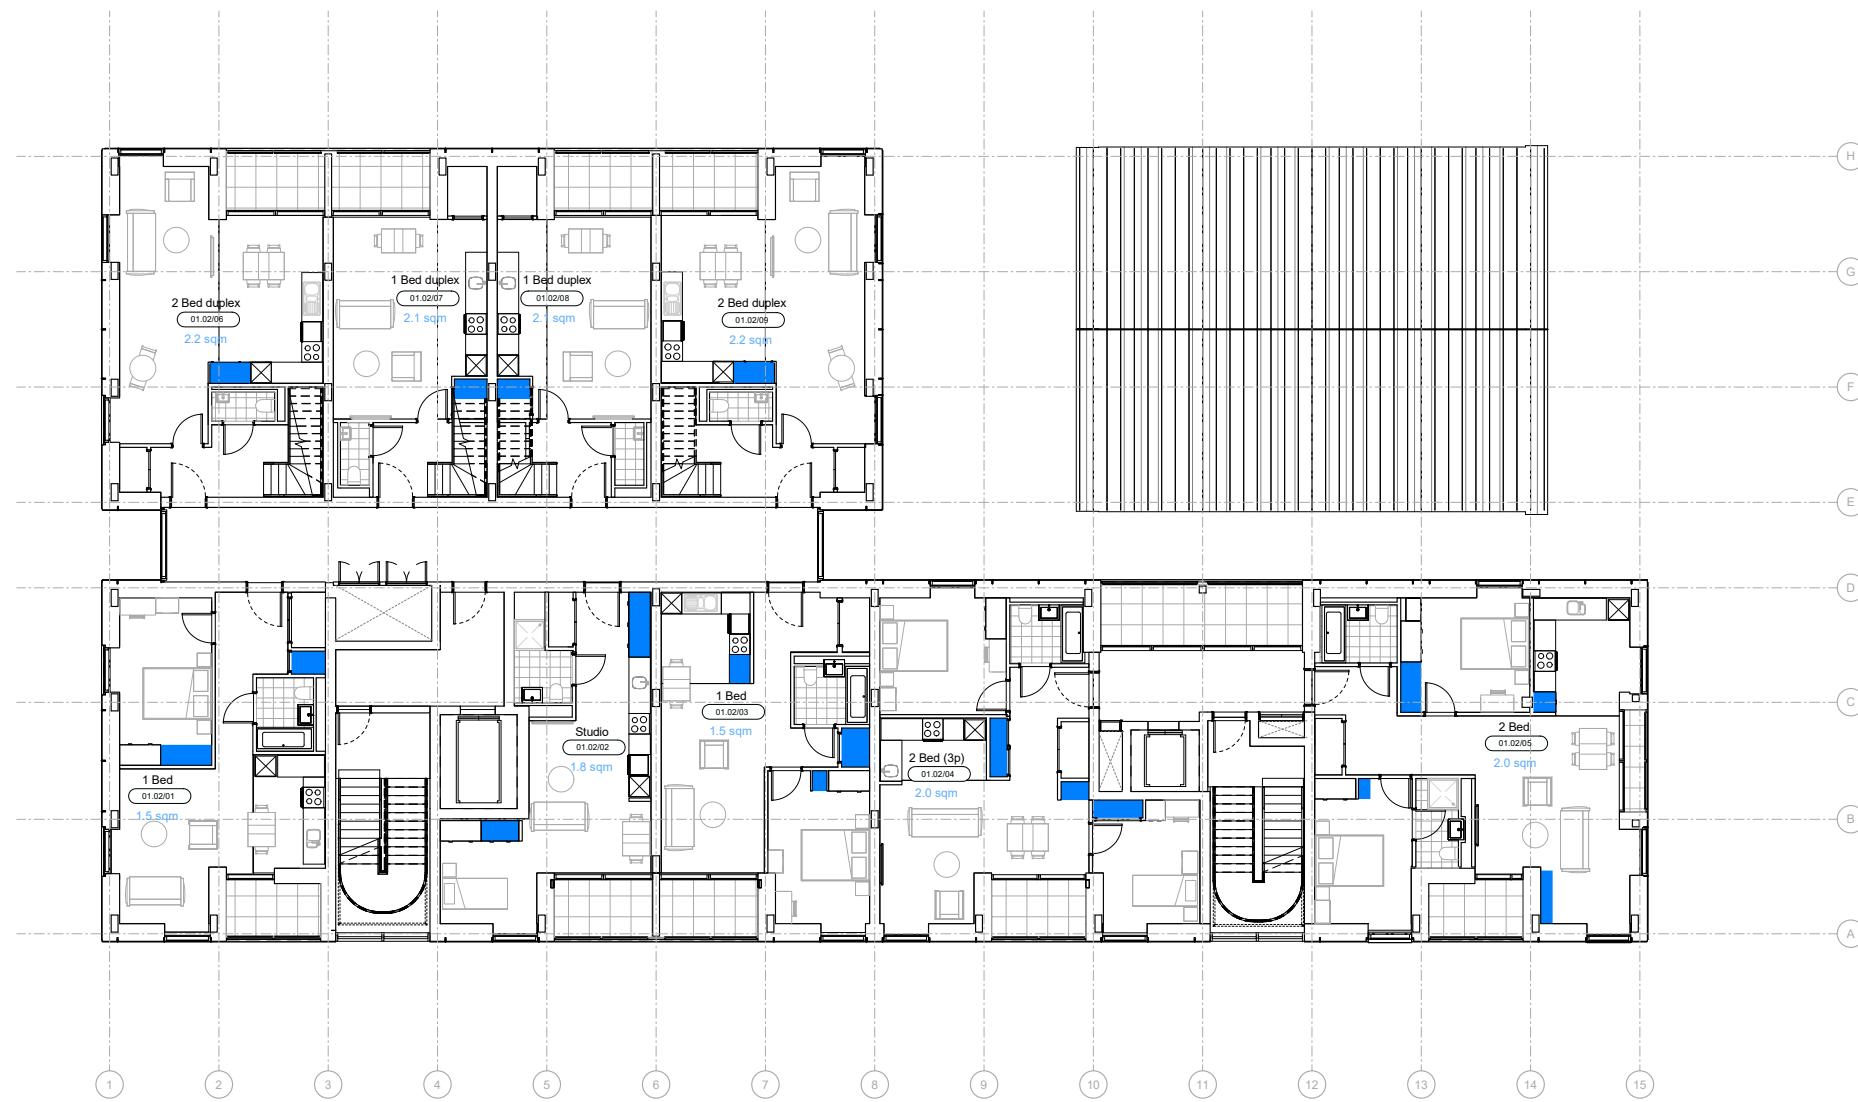 H
G
1 Bed duplex
01.02/07
2.1 sqm
1 Bed duplex
01.02/08
2.1 sqm
2 Bed duplex
01.02/06
2.2 sqm
2 Bed duplex
01.02/09
2.2 sqm
F
E
D
C
1 Bed
01.02/03
1.5 sqm
Studio
01.02/02
1.8 sqm
2 Bed
01.02/05
2.0 sqm
2 Bed (3p)
01.02/04
2.0 sqm
1 Bed
01.02/01
1.5 sqm
B
A
1 2 3 4 5 6 7 8 9 10 11 12 13 14 15